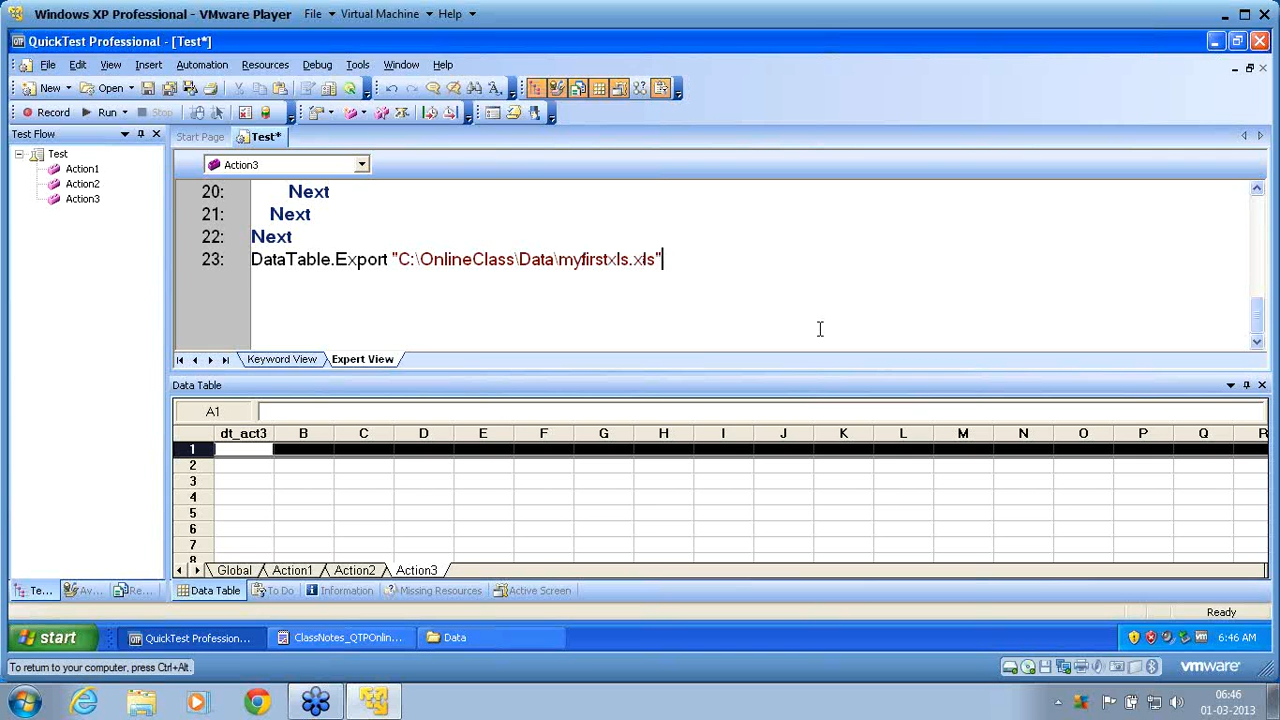 Windows XP Professional - VMware Player File Virtual Machine Help
QuickTest Professional - [Test*]
File Edit View Insert Automation Resources Debug Tools Window Help
New Open
Record Run Stop
Test Flow
Start Page Test*
Test
Action1
Action2
Action3
Action3
20: Next
21: Next
22: Next
23: DataTable.Export "C:\OnlineClass\Data\myfirstxls.xls"
Keyword View Expert View
Data Table
A1
dt_act3 B C D E F G H I J K L M N O P Q R
1
2
3
4
5
6
7
8
Global Action1 Action2 Action3
Te... Av... Re... Data Table To Do Information Missing Resources Active Screen
Ready
start QuickTest Profession... ClassNotes_QTPOnlin... Data 6:46 AM
To return to your computer, press Ctrl+Alt. vmware
06:46
01-03-2013